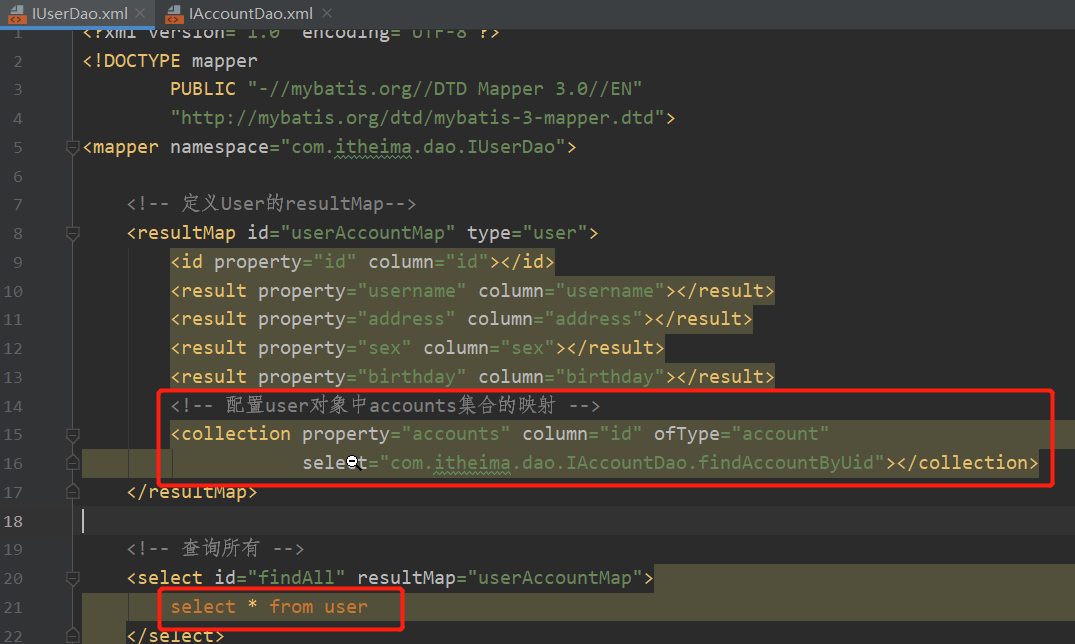 IUserDao.xml × IAccountDao.xml ×
1 <?xml version="1.0" encoding="UTF-8"?>
2 <!DOCTYPE mapper
3 PUBLIC "-//mybatis.org//DTD Mapper 3.0//EN"
4 "http://mybatis.org/dtd/mybatis-3-mapper.dtd">
5 <mapper namespace="com.itheima.dao.IUserDao">
6
7 <!-- 定义User的resultMap-->
8 <resultMap id="userAccountMap" type="user">
9 <id property="id" column="id"></id>
10 <result property="username" column="username"></result>
11 <result property="address" column="address"></result>
12 <result property="sex" column="sex"></result>
13 <result property="birthday" column="birthday"></result>
14 <!-- 配置user对象中accounts集合的映射 -->
15 <collection property="accounts" column="id" ofType="account"
16 select="com.itheima.dao.IAccountDao.findAccountByUid"></collection>
17 </resultMap>
18
19 <!-- 查询所有 -->
20 <select id="findAll" resultMap="userAccountMap">
21 select * from user
22 </select>